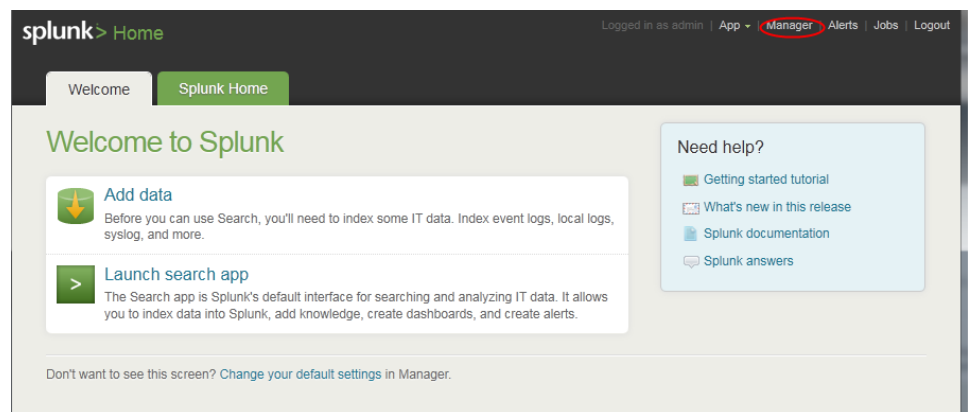 splunk> Home
Logged in as admin | App | Manager | Alerts | Jobs | Logout
Welcome
Splunk Home
Welcome to Splunk
Add data
Before you can use Search, you'll need to index some IT data. Index event logs, local logs,
syslog, and more.
>
Launch search app
The Search app is Splunk's default interface for searching and analyzing IT data. It allows
you to index data into Splunk, add knowledge, create dashboards, and create alerts.
Need help?
Getting started tutorial
What's new in this release
Splunk documentation
Splunk answers
Don't want to see this screen? Change your default settings in Manager.